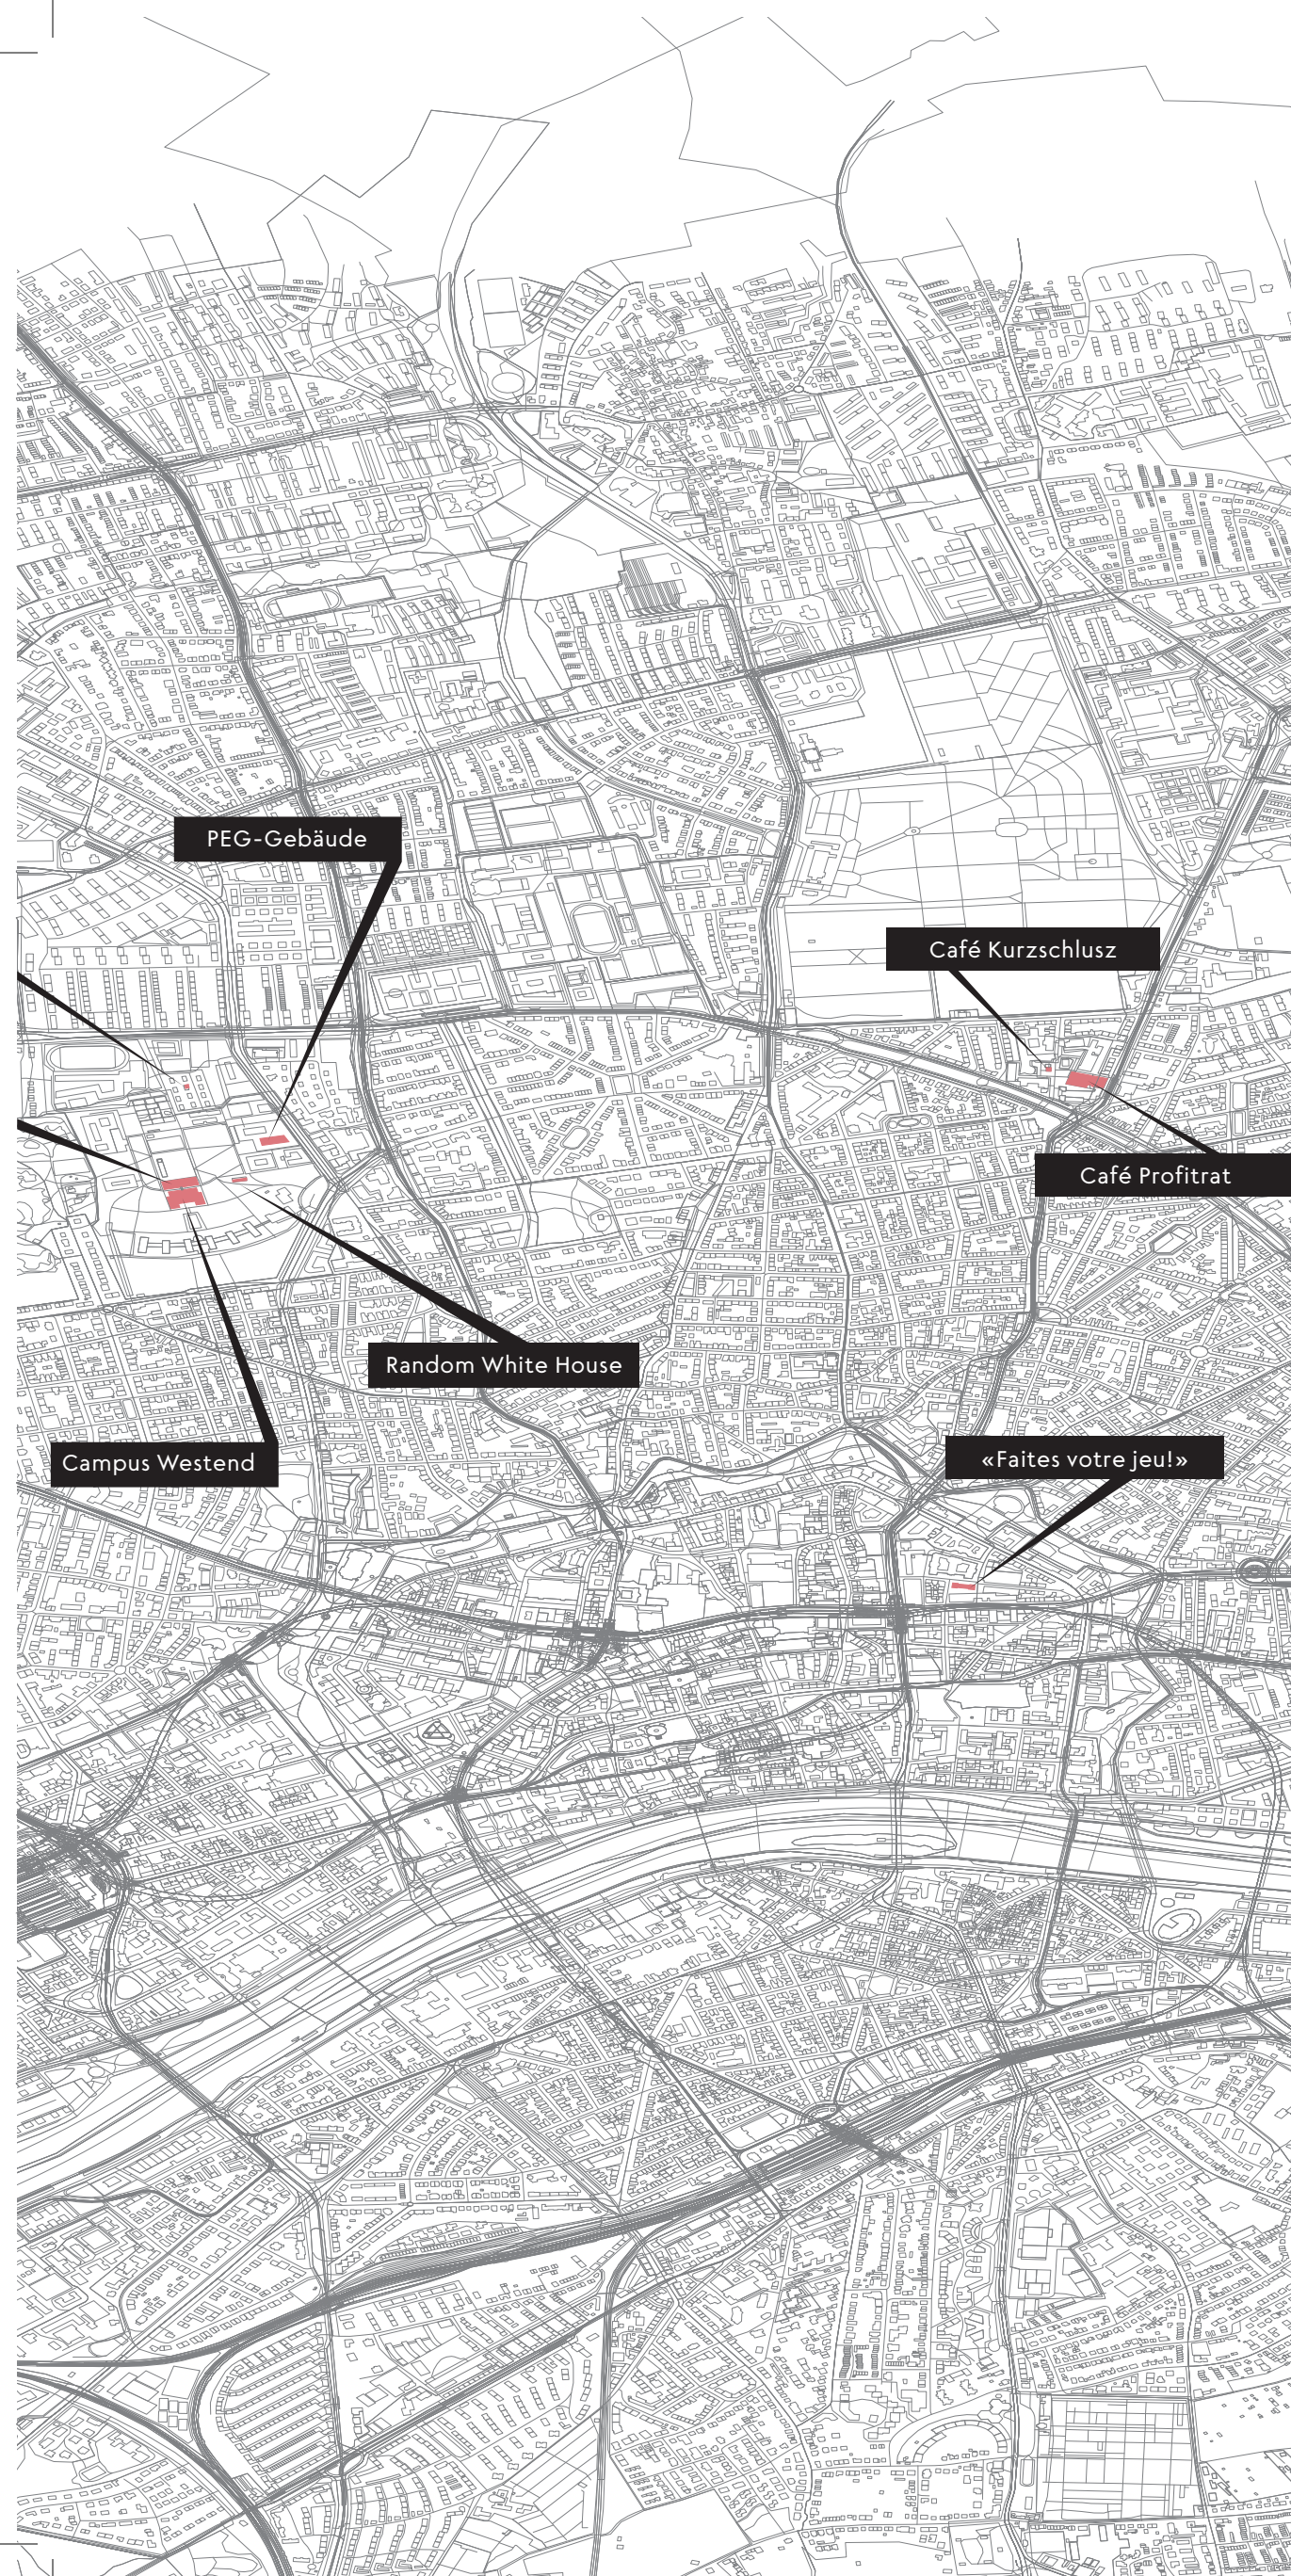 PEG-Gebäude
Café Kurzschlusz
Café Profitrat
Random White House
Campus Westend
«Faites votre jeu!»